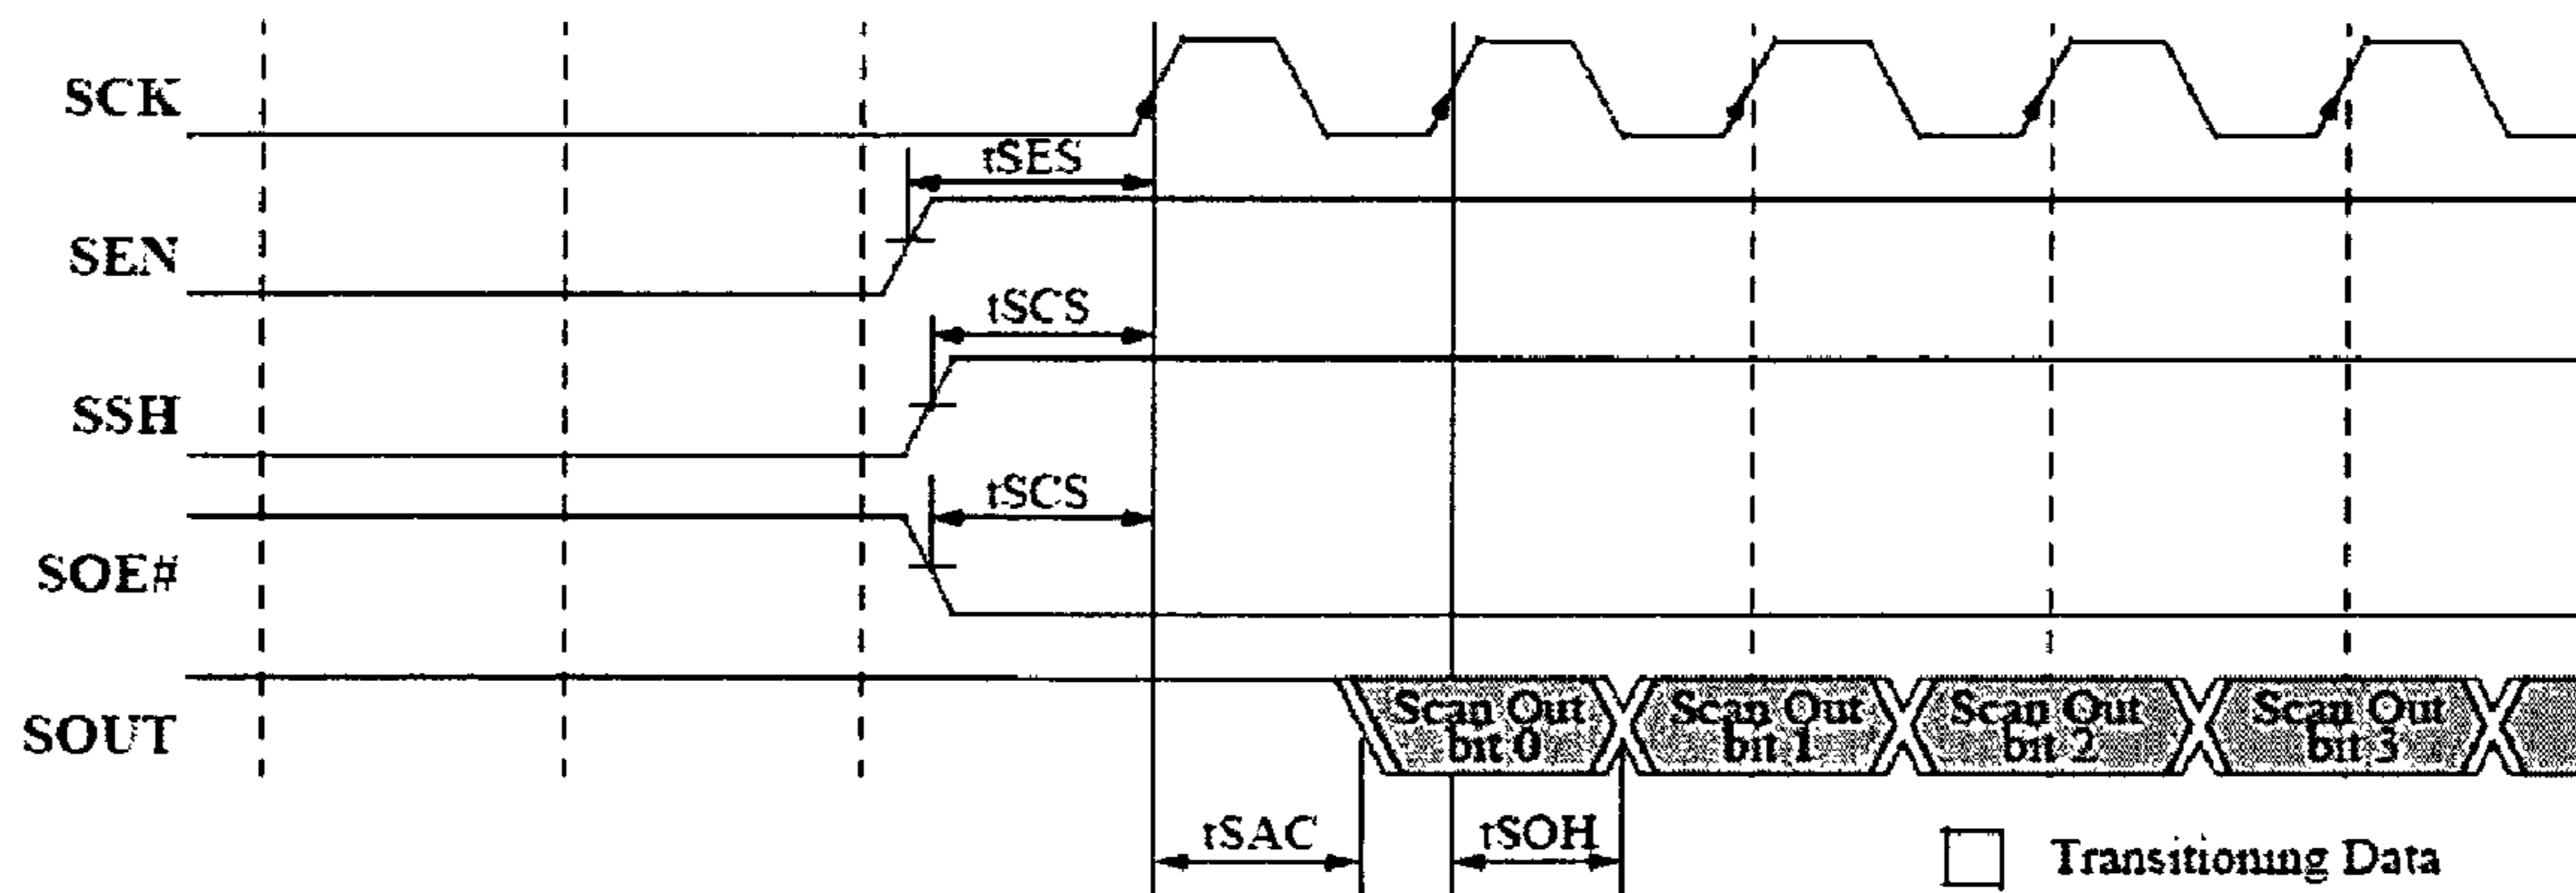 SCK
tSES
SEN
tSCS
SSH
tSCS
SOE#
SOUT
Scan Out
bit 0
Scan Out
bit 1
Scan Out
bit 2
Scan Out
bit 3
tSAC
tSOH
Transitioning Data